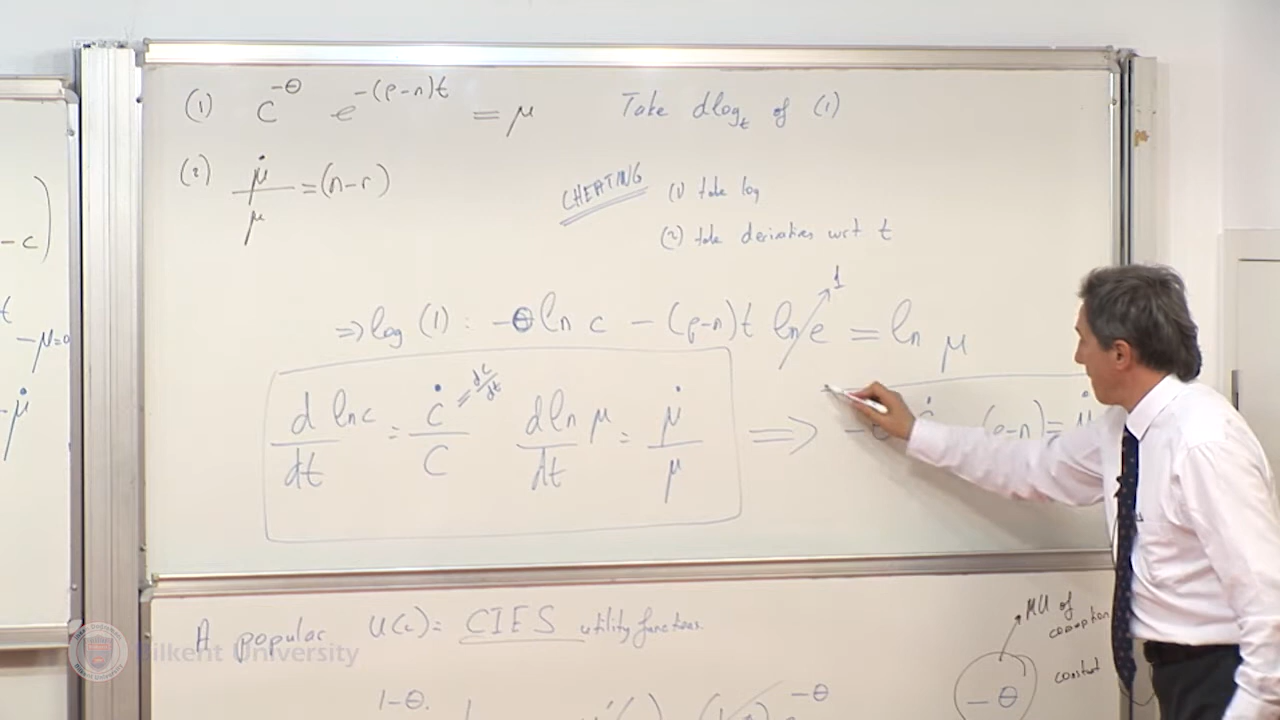 (1) c^{-θ} e^{-(ρ-n)t} = μ Take dlog_t of (1)
(2) μ̇/μ = (n-r)
CHEATING (1) take log
(2) take derivatives wrt t
⇒ log (1): -θ ln c - (ρ-n)t ln e = ln μ
1
d ln c/dt = ċ/c = dc/dt d ln μ/dt = μ̇/μ ⇒ -θ ċ (ρ-n) = μ̇
-c)
t
-μ=0
-μ̇
A popular U(c) = CIES utility functions.
MU of
constant
-θ
1-θ
-θ
Bilkent University